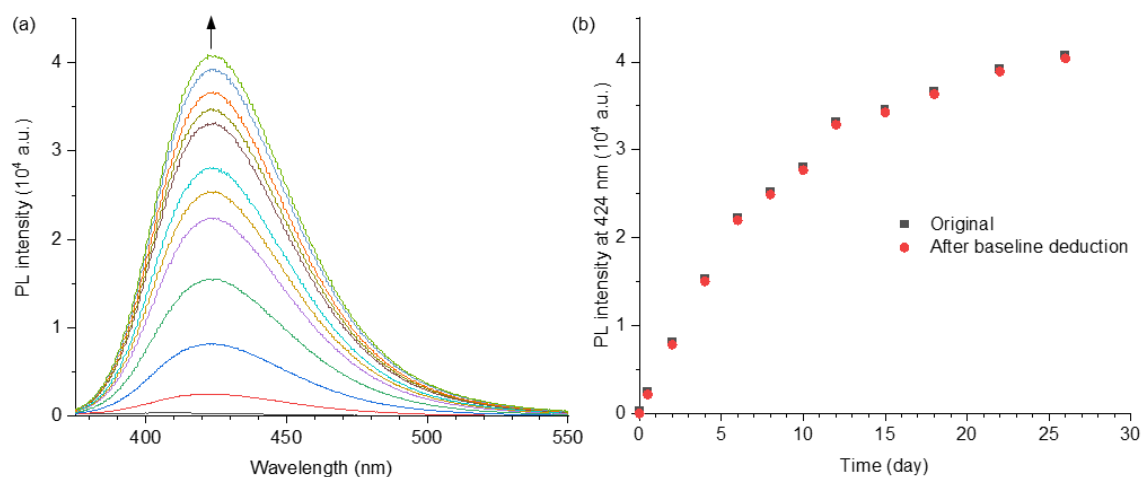 (a)
PL intensity (10⁴ a.u.)
4
3
2
1
0
400
450
500
550
Wavelength (nm)
(b)
PL intensity at 424 nm (10⁴ a.u.)
4
3
2
1
0
Original
After baseline deduction
0
5
10
15
20
25
30
Time (day)